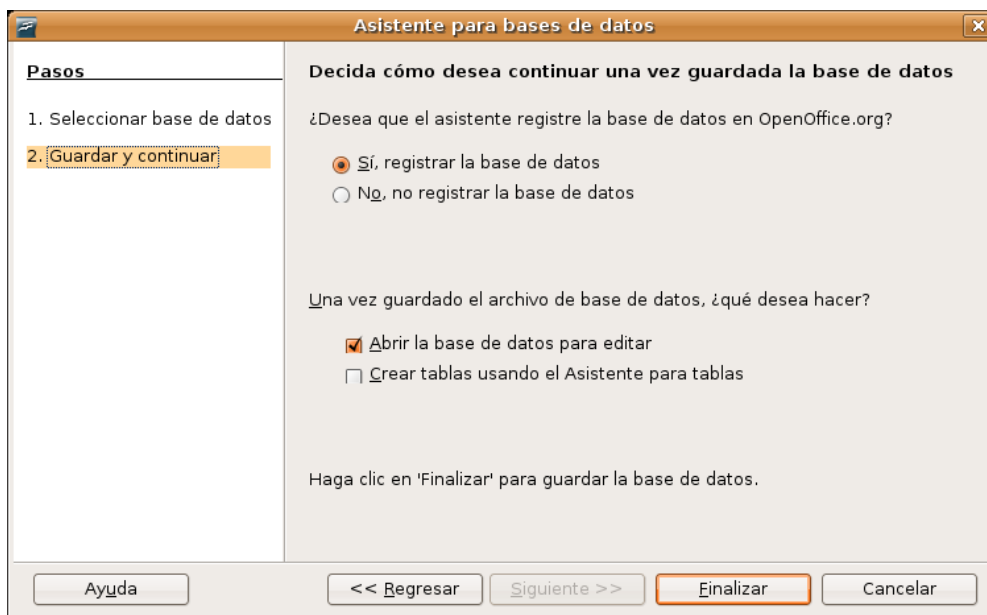 Asistente para bases de datos
Pasos
1. Seleccionar base de datos
2. Guardar y continuar
Decida cómo desea continuar una vez guardada la base de datos
¿Desea que el asistente registre la base de datos en OpenOffice.org?
Sí, registrar la base de datos
No, no registrar la base de datos
Una vez guardado el archivo de base de datos, ¿qué desea hacer?
Abrir la base de datos para editar
Crear tablas usando el Asistente para tablas
Haga clic en 'Finalizar' para guardar la base de datos.
Ayuda
<< Regresar
Siguiente >>
Finalizar
Cancelar